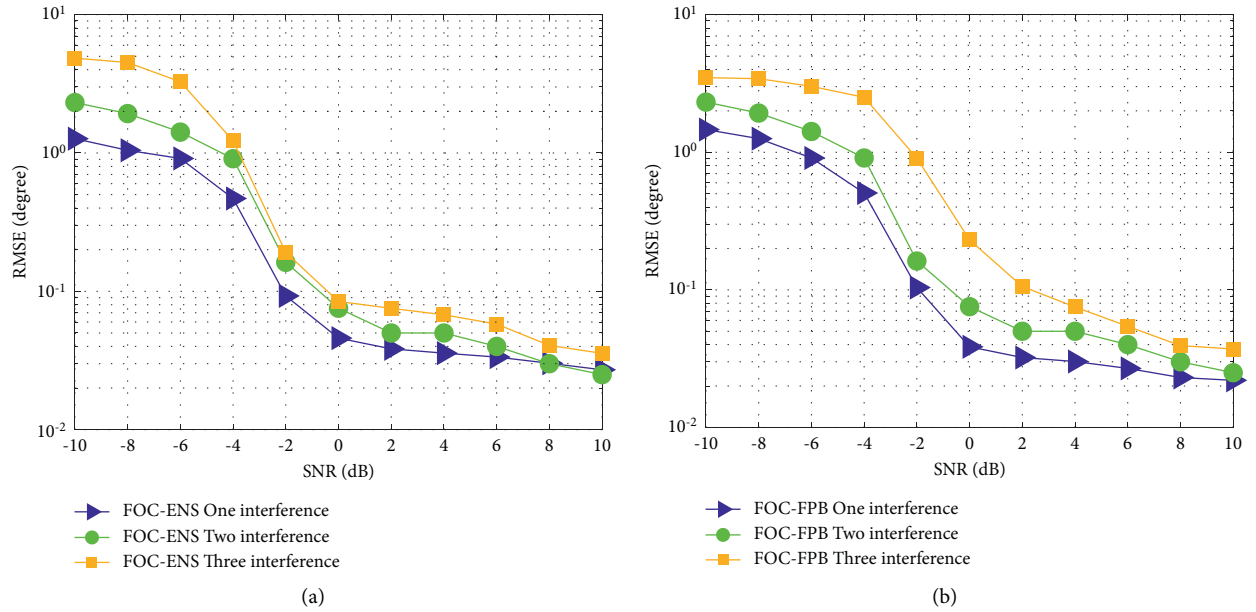 10^1
10^0
10^-1
10^-2
RMSE (degree)
-10 -8 -6 -4 -2 0 2 4 6 8 10
SNR (dB)
FOC-ENS One interference
FOC-ENS Two interference
FOC-ENS Three interference
(a)
10^1
10^0
10^-1
10^-2
RMSE (degree)
-10 -8 -6 -4 -2 0 2 4 6 8 10
SNR (dB)
FOC-FPB One interference
FOC-FPB Two interference
FOC-FPB Three interference
(b)